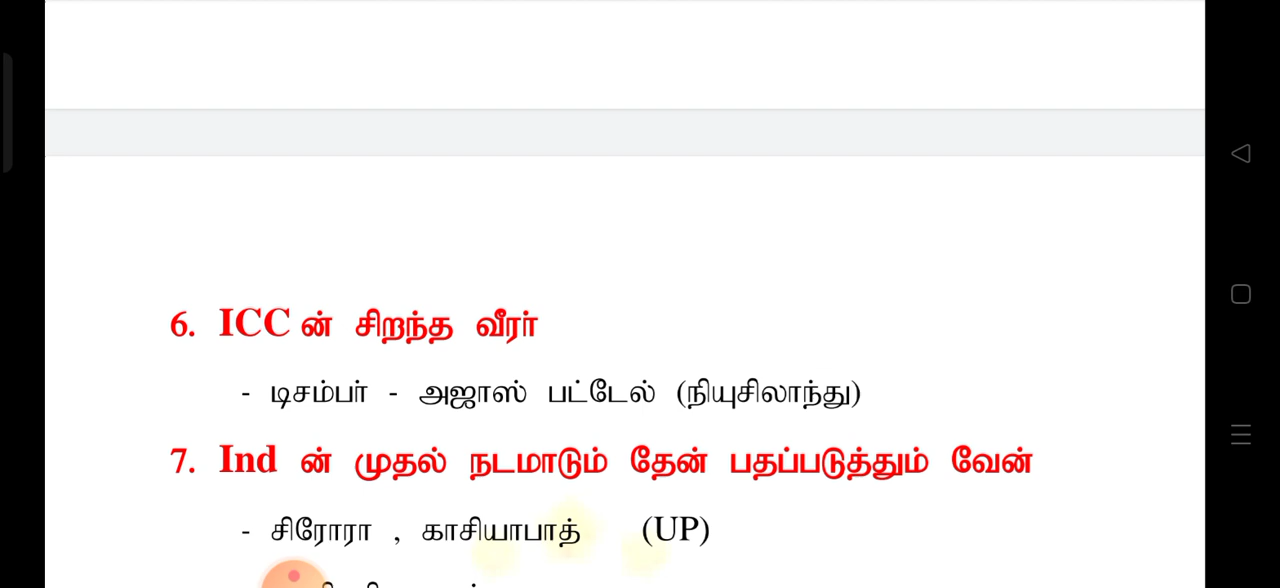 6. ICC ன் சிறந்த வீரர்
- டிசம்பர் - அஜாஸ் பட்டேல் (நியுசிலாந்து)
7. Ind ன் முதல் நடமாடும் தேன் பதப்படுத்தும் வேன்
- சிரோரா , காசியாபாத் (UP)